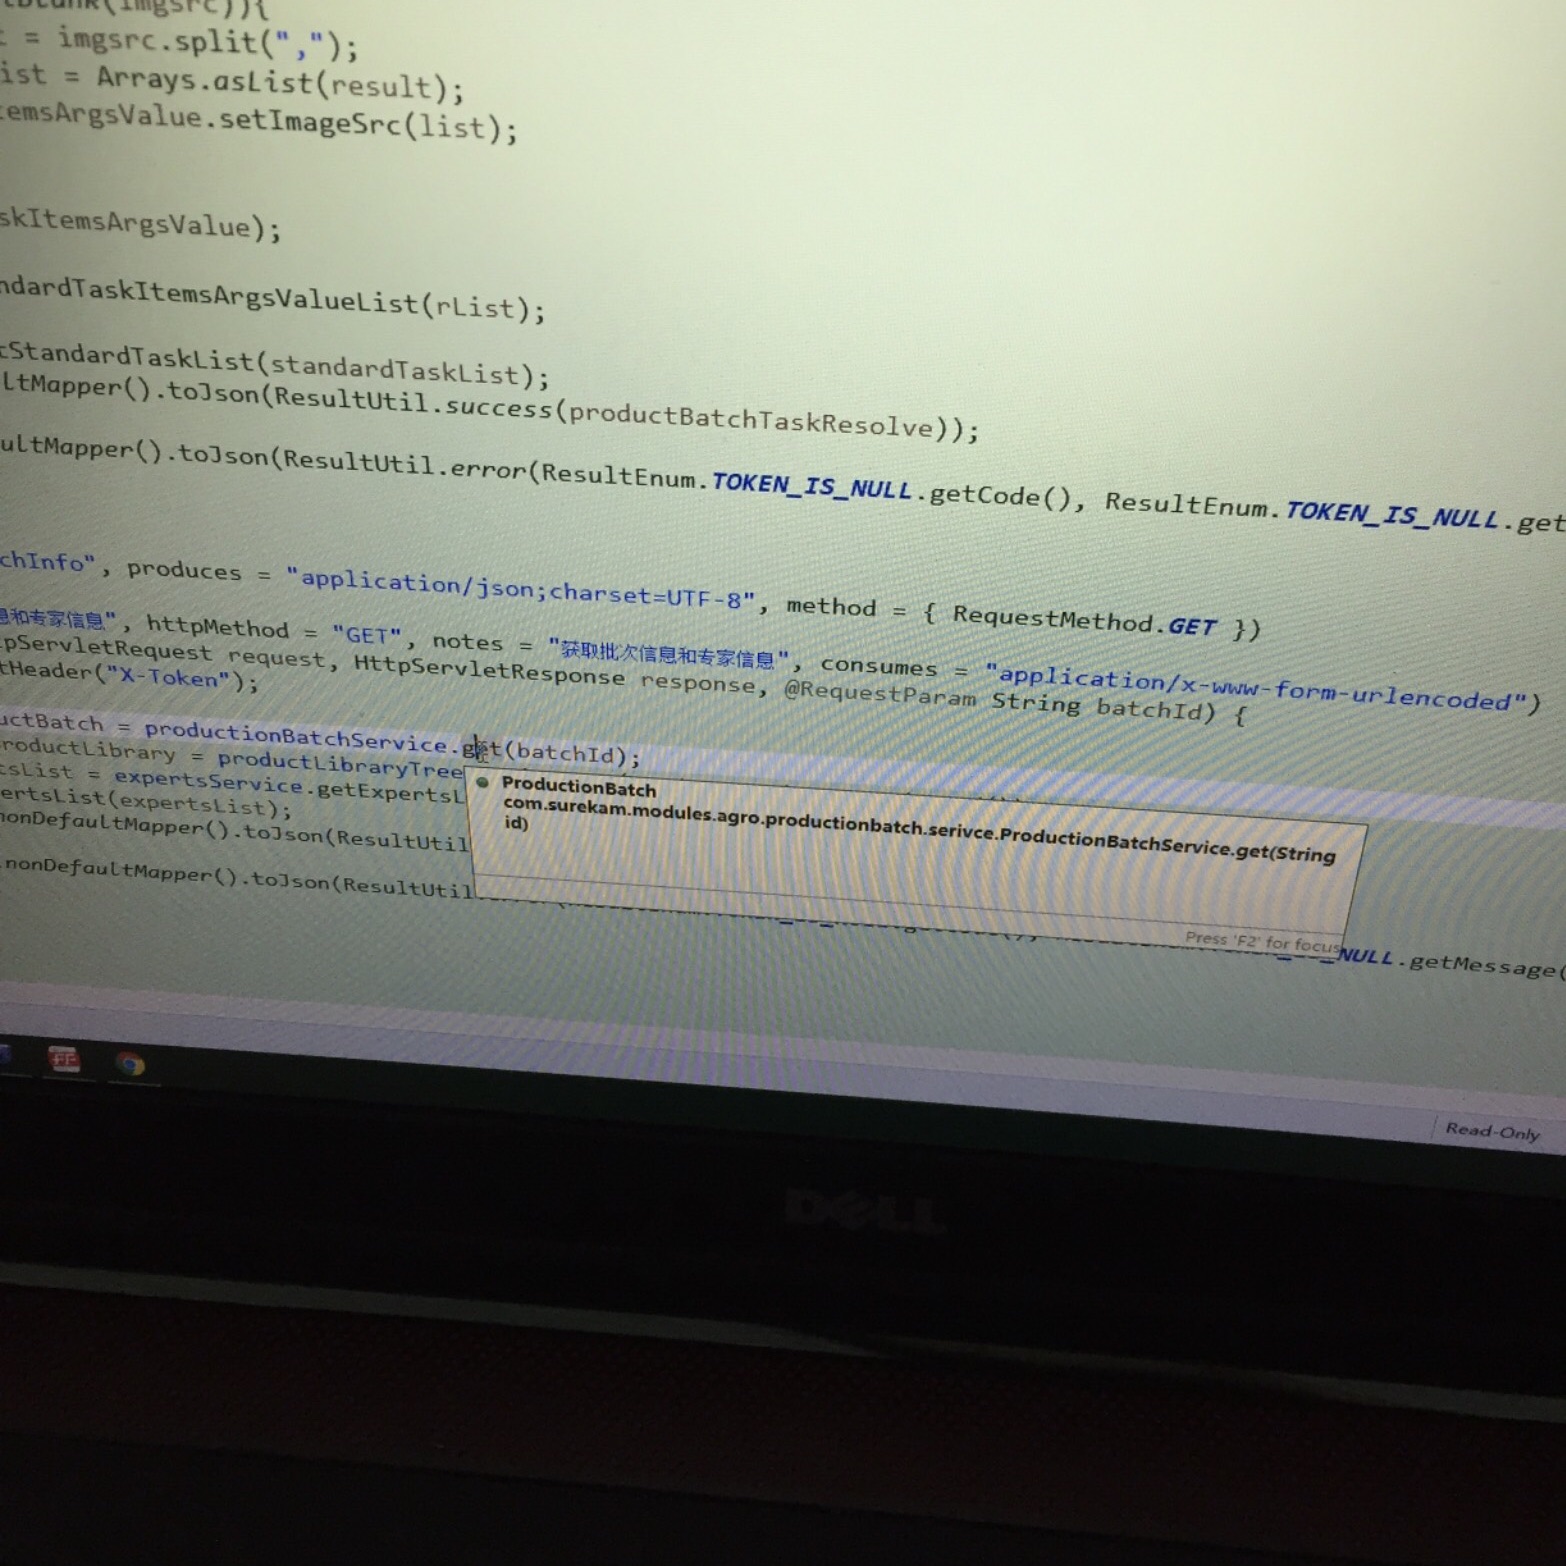 (imgsrc)){
= imgsrc.split(",");
ist = Arrays.asList(result);
emsArgsValue.setImageSrc(list);
skItemsArgsValue);
ndardTaskItemsArgsValueList(rList);
tStandardTaskList(standardTaskList);
ltMapper().toJson(ResultUtil.success(productBatchTaskResolve));
ultMapper().toJson(ResultUtil.error(ResultEnum.TOKEN_IS_NULL.getCode(), ResultEnum.TOKEN_IS_NULL.get
chInfo", produces = "application/json;charset=UTF-8", method = { RequestMethod.GET })
息和专家信息", httpMethod = "GET", notes = "获取批次信息和专家信息", consumes = "application/x-www-form-urlencoded")
pServletRequest request, HttpServletResponse response, @RequestParam String batchId) {
tHeader("X-Token");
uctBatch = productionBatchService.get(batchId);
roductLibrary = productLibraryTree
tsList = expertsService.getExpertsL
ertsList(expertsList);
nonDefaultMapper().toJson(ResultUtil
.nonDefaultMapper().toJson(ResultUtil
ProductionBatch
com.surekam.modules.agro.productionbatch.serivce.ProductionBatchService.get(String
id)
Press 'F2' for focus
NULL.getMessage(
Read-Only
DELL